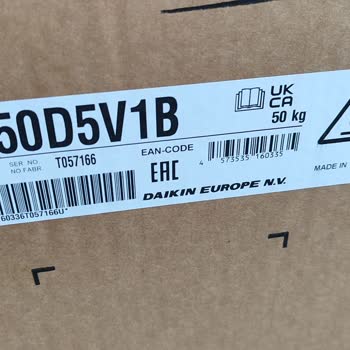 50D5V1B
UK
CA
50 kg
SER. NO
NO FABR
T057166
EAN-CODE
4 573535 160335
EAC
MADE IN
DAIKIN EUROPE N.V.
60336T057166U*